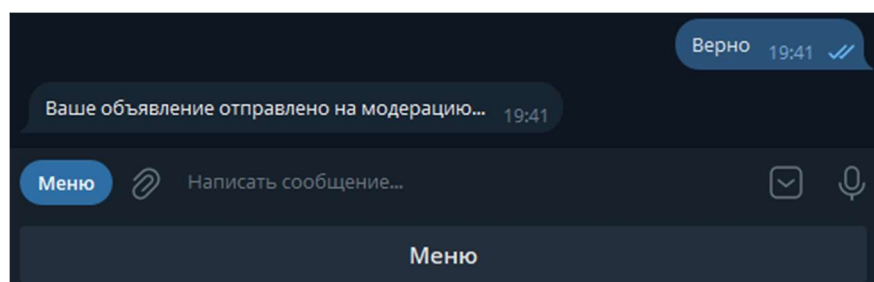 Верно 19:41
Ваше объявление отправлено на модерацию... 19:41
Меню Написать сообщение...
Меню